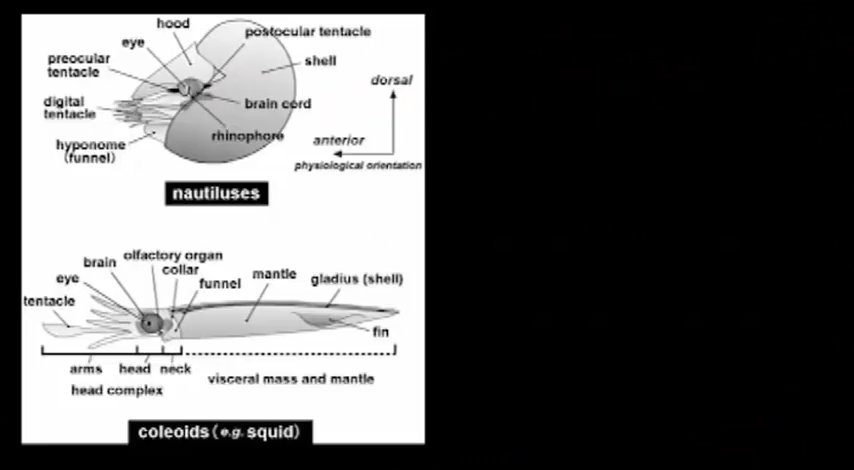 hood
postocular tentacle
eye
shell
preocular
tentacle
dorsal
digital
tentacle
brain cord
rhinophore
anterior
hyponome
(funnel)
physiological orientation
nautiluses
olfactory organ
brain
collar
mantle
gladius (shell)
eye
funnel
tentacle
fin
arms
head
neck
visceral mass and mantle
head complex
coleoids (e.g. squid)